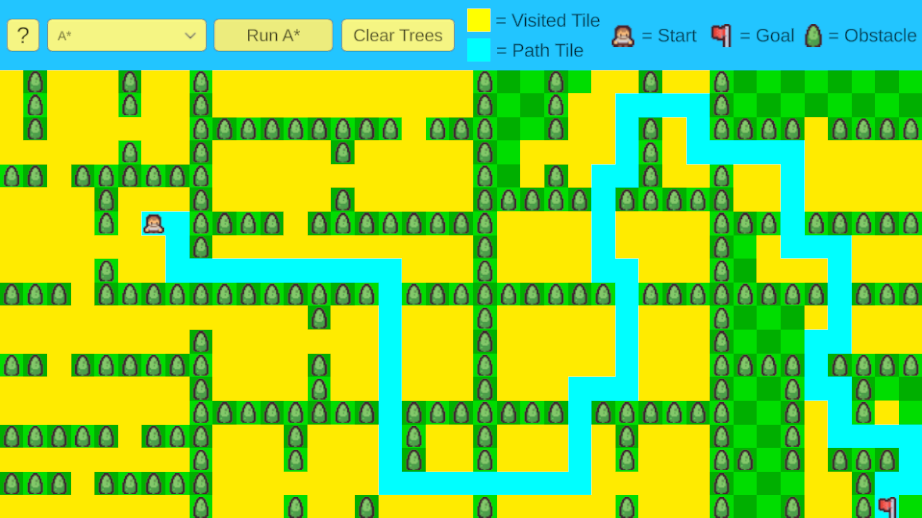 ?
A*
Run A*
Clear Trees
= Visited Tile
= Path Tile
= Start
= Goal
= Obstacle